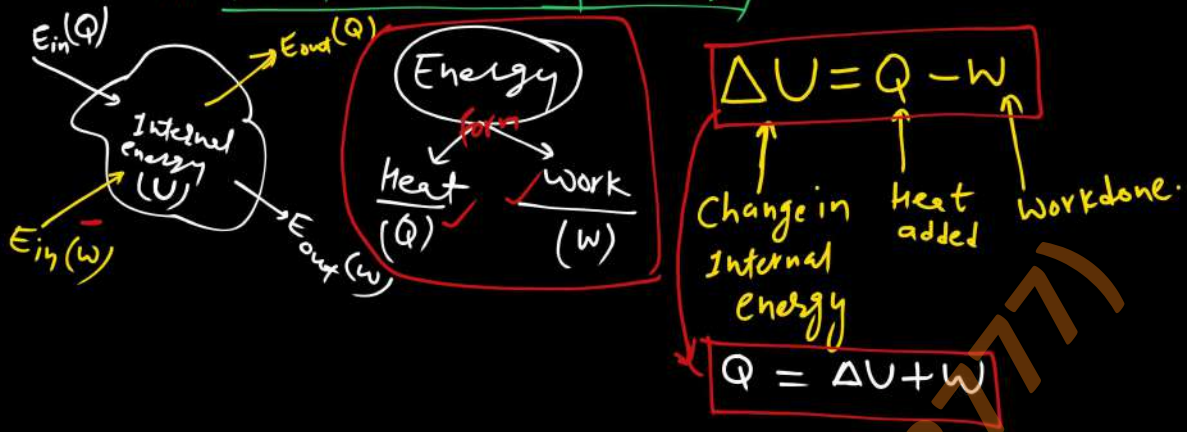 Ein(Q)
Eout(Q)
Internal
energy
(U)
Ein(W)
Eout(W)
Energy
form
Heat
(Q)
Work
(W)
ΔU = Q - W
Change in
Internal
energy
Heat
added
Workdone.
Q = ΔU + W
777)